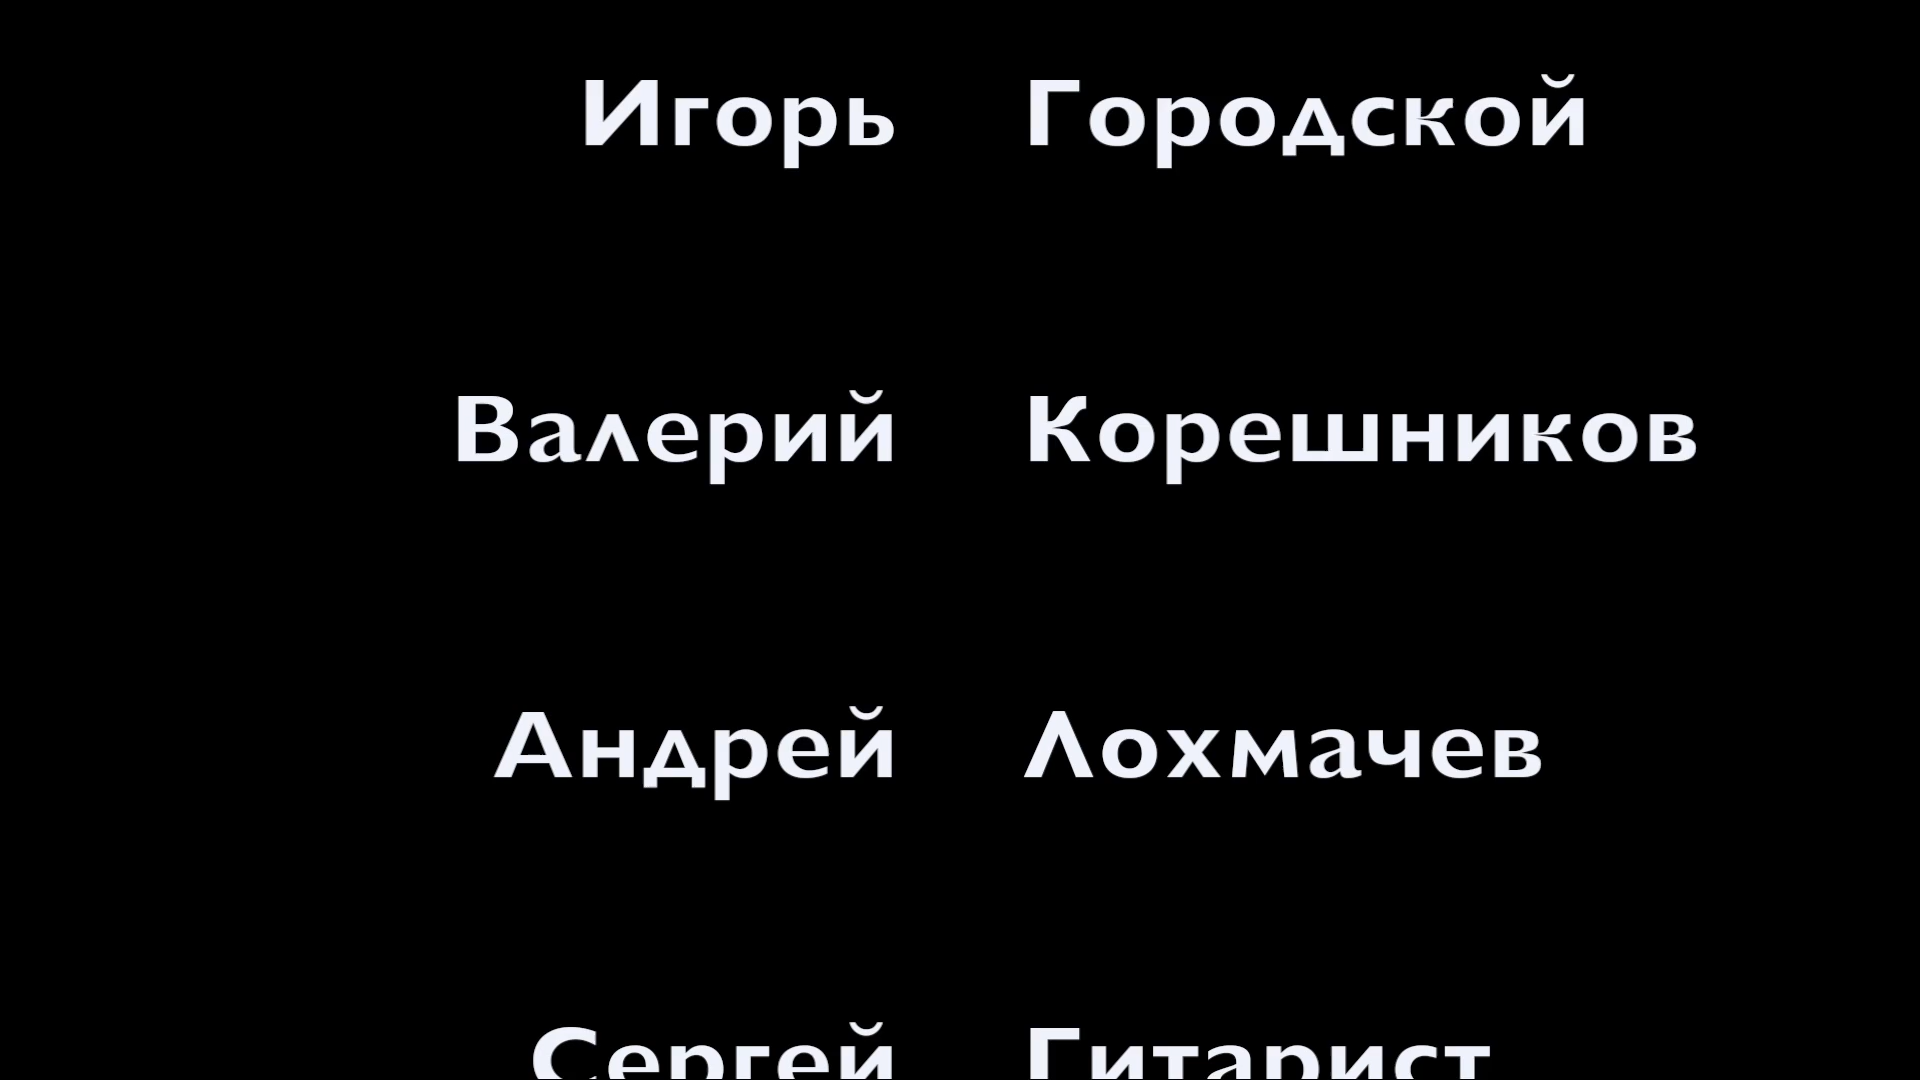 Игорь Городской
Валерий Корешников
Андрей Лохмачев
Сергей Гитарист